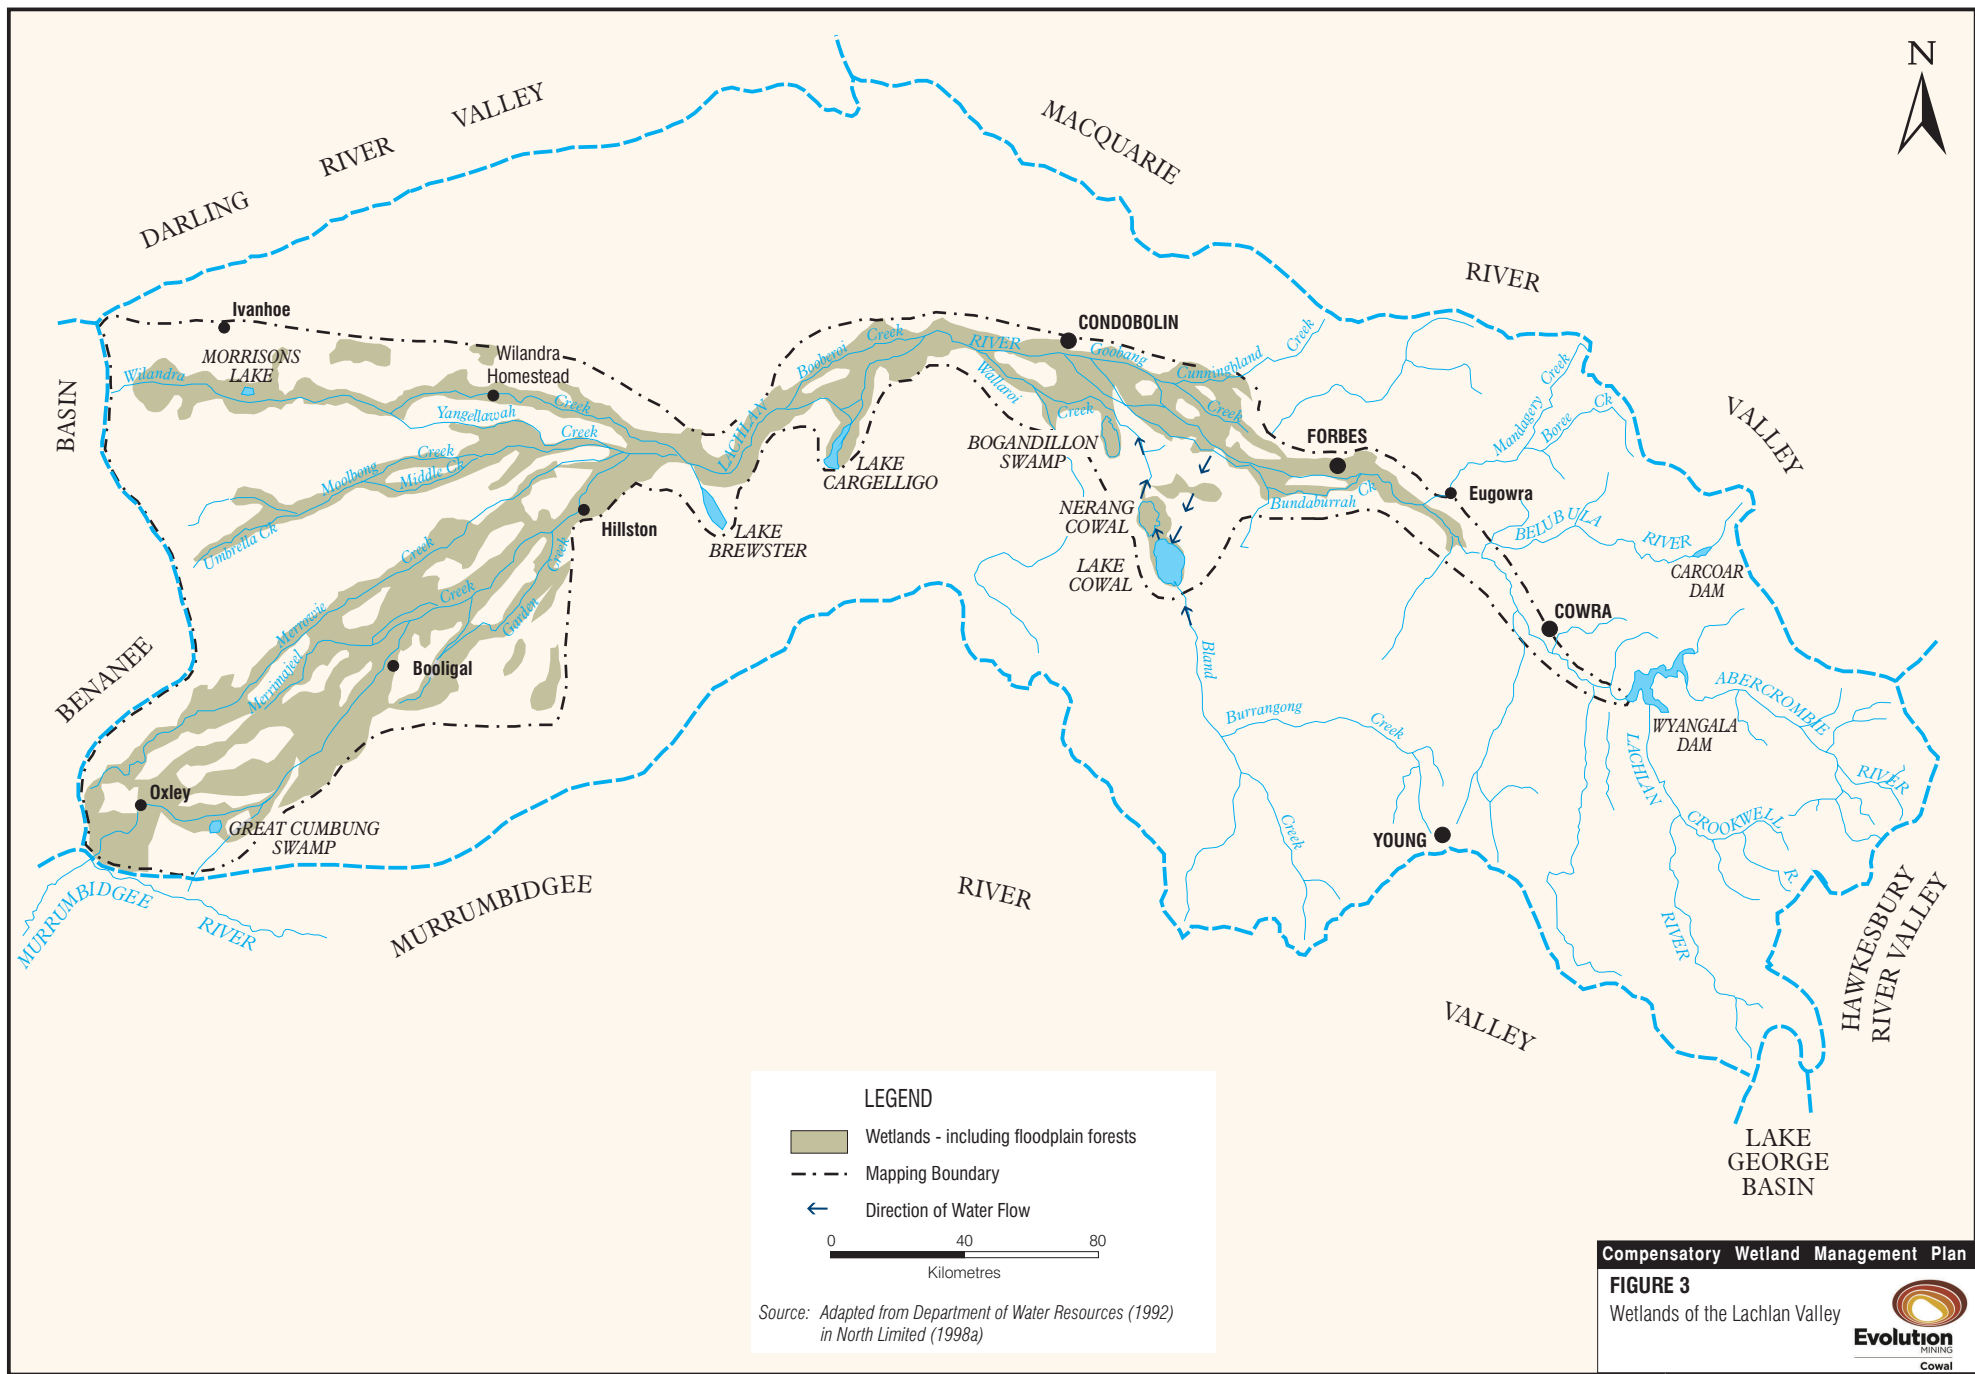 N
DARLING RIVER VALLEY
MACQUARIE RIVER VALLEY
BENANEE BASIN
MURRUMBIDGEE RIVER VALLEY
HAWKESBURY
RIVER VALLEY
LAKE
GEORGE
BASIN
Ivanhoe
MORRISONS
LAKE
Wilandra
Wilandra
Homestead
Creek
Yangellawah
Creek
Moolbong
Creek
Middle Ck
Umbrella Ck
Hillston
Merrowie
Creek
Merrimajeel
Creek
Garden
Creek
Booligal
Oxley
GREAT CUMBUNG
SWAMP
MURRUMBIDGEE
RIVER
LACHLAN
RIVER
Booberoi
Creek
LAKE
CARGELLIGO
LAKE
BREWSTER
CONDOBOLIN
Goobang
Creek
Wallaroi
Creek
Cunningbland
Creek
BOGANDILLON
SWAMP
NERANG
COWAL
LAKE
COWAL
FORBES
Bundaburrah
Ck
Eugowra
Mandagery
Creek
Boree
Ck
BELUBULA
RIVER
CARCOAR
DAM
COWRA
WYANGALA
DAM
ABERCROMBIE
RIVER
LACHLAN
RIVER
CROOKWELL
R.
Bland
Creek
Burrangong
Creek
YOUNG
LEGEND
Wetlands - including floodplain forests
Mapping Boundary
Direction of Water Flow
0 40 80
Kilometres
Source: Adapted from Department of Water Resources (1992)
in North Limited (1998a)
Compensatory Wetland Management Plan
FIGURE 3
Wetlands of the Lachlan Valley
Evolution
MINING
Cowal